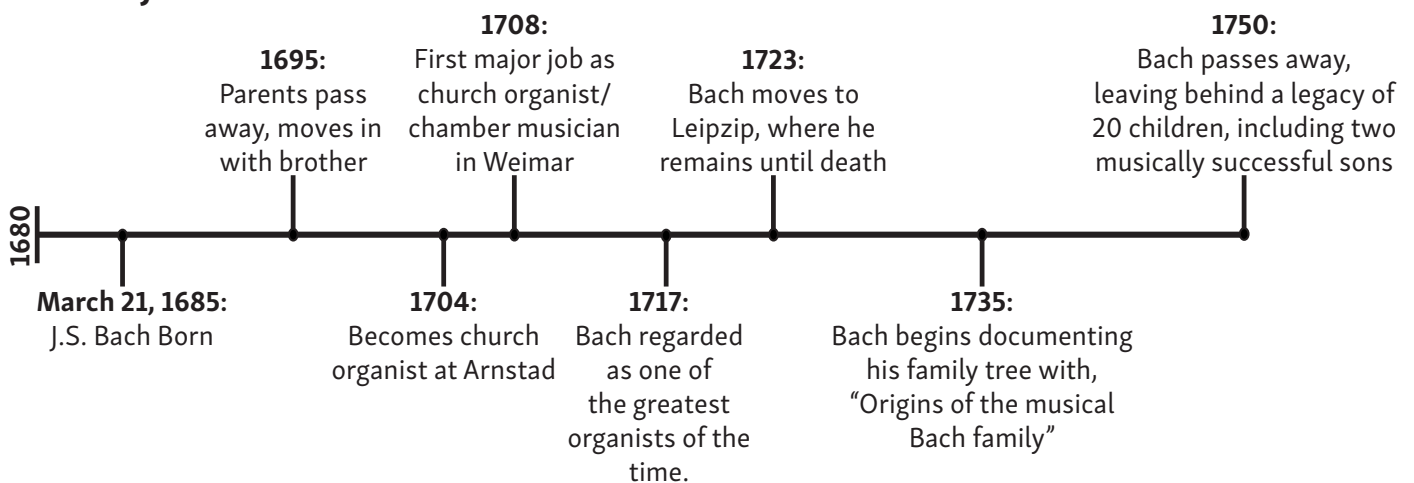 1680
March 21, 1685:
J.S. Bach Born
1695:
Parents pass
away, moves in
with brother
1704:
Becomes church
organist at Arnstad
1708:
First major job as
church organist/
chamber musician
in Weimar
1717:
Bach regarded
as one of
the greatest
organists of the
time.
1723:
Bach moves to
Leipzip, where he
remains until death
1735:
Bach begins documenting
his family tree with,
“Origins of the musical
Bach family”
1750:
Bach passes away,
leaving behind a legacy of
20 children, including two
musically successful sons